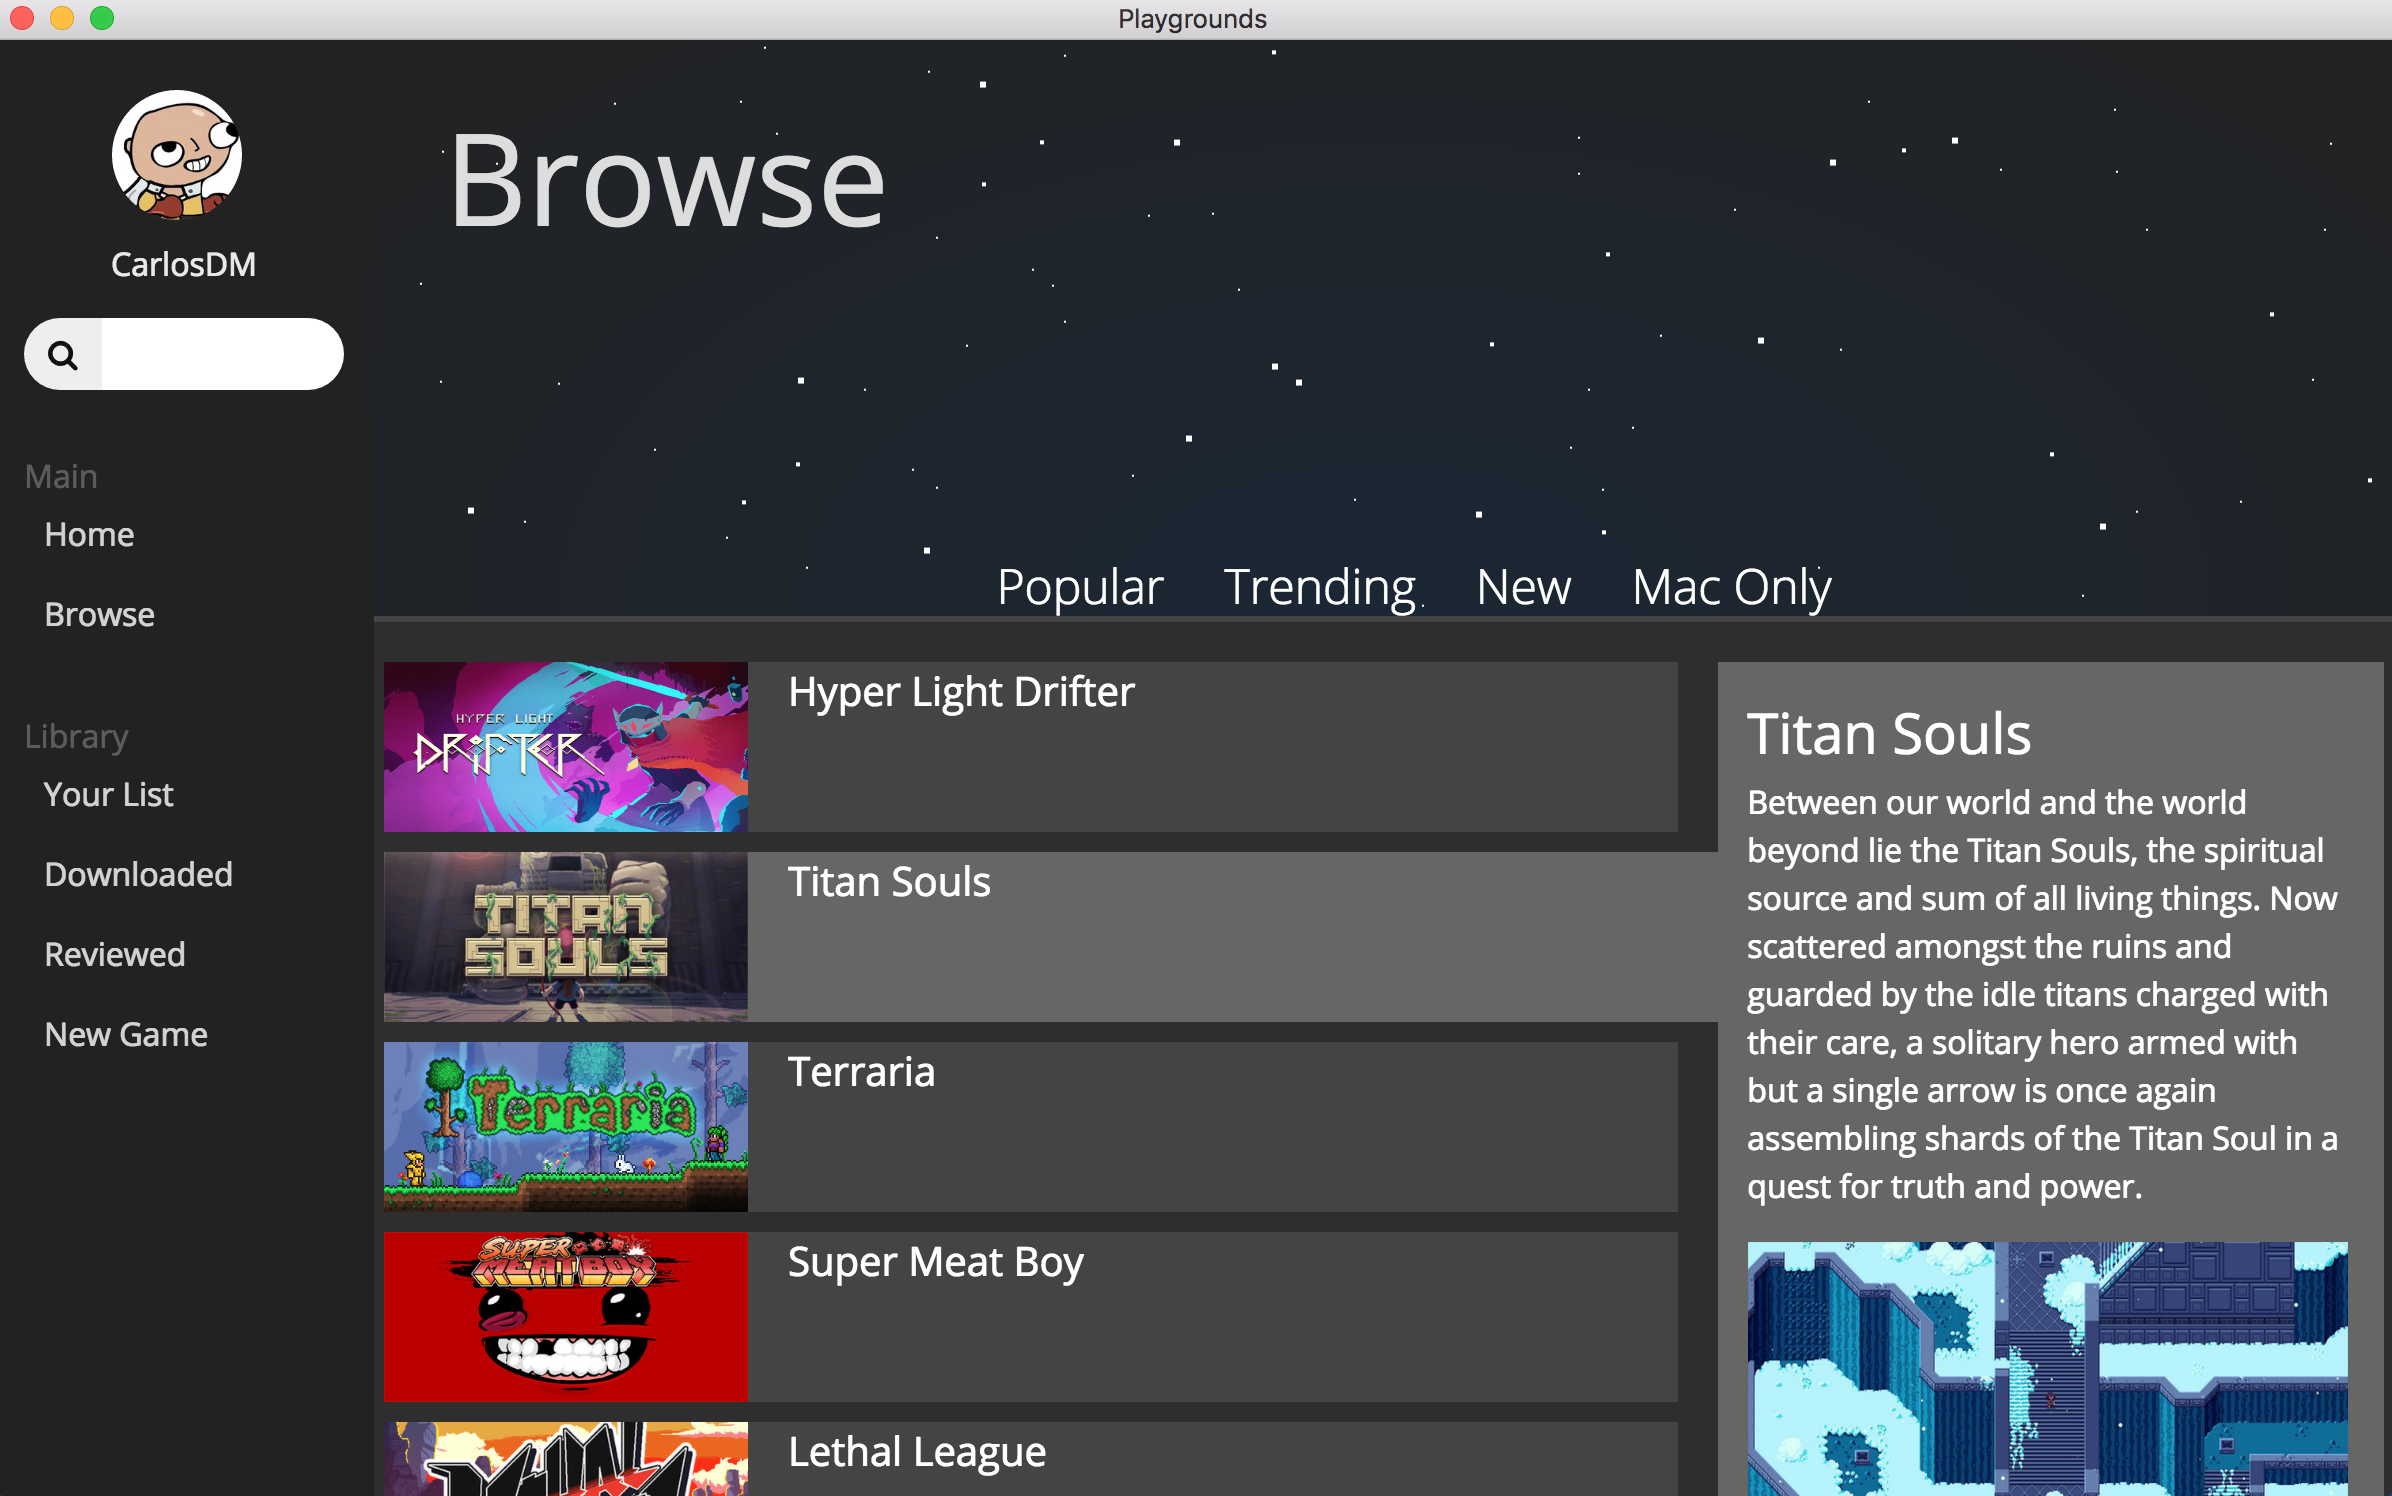 Playgrounds
CarlosDM
Main
Home
Browse
Library
Your List
Downloaded
Reviewed
New Game
Browse
Popular
Trending
New
Mac Only
HYPER LIGHT
DRIFTER
Hyper Light Drifter
TITAN
SOULS
Titan Souls
Terraria
Terraria
SUPER
MEAT BOY
Super Meat Boy
Lethal League
Titan Souls
Between our world and the world
beyond lie the Titan Souls, the spiritual
source and sum of all living things. Now
scattered amongst the ruins and
guarded by the idle titans charged with
their care, a solitary hero armed with
but a single arrow is once again
assembling shards of the Titan Soul in a
quest for truth and power.